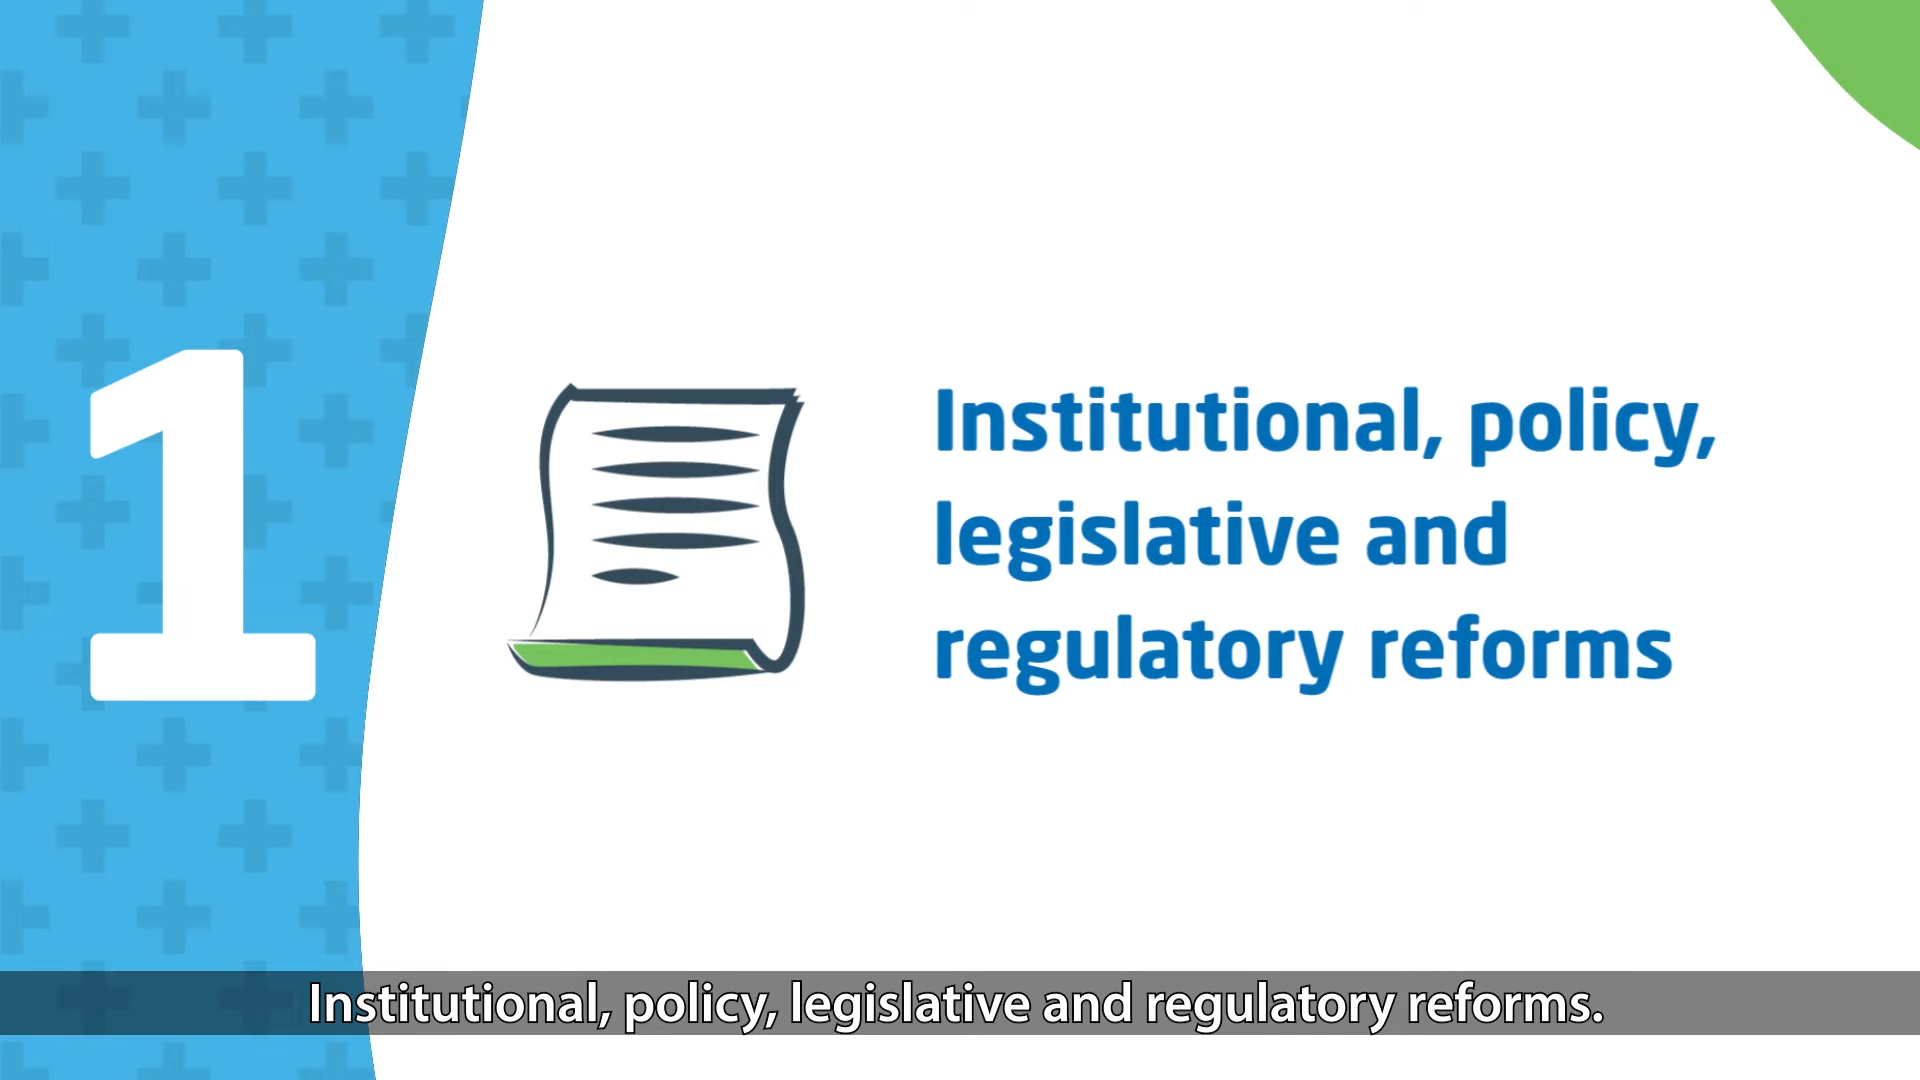 1
Institutional, policy,
legislative and
regulatory reforms
Institutional, policy, legislative and regulatory reforms.